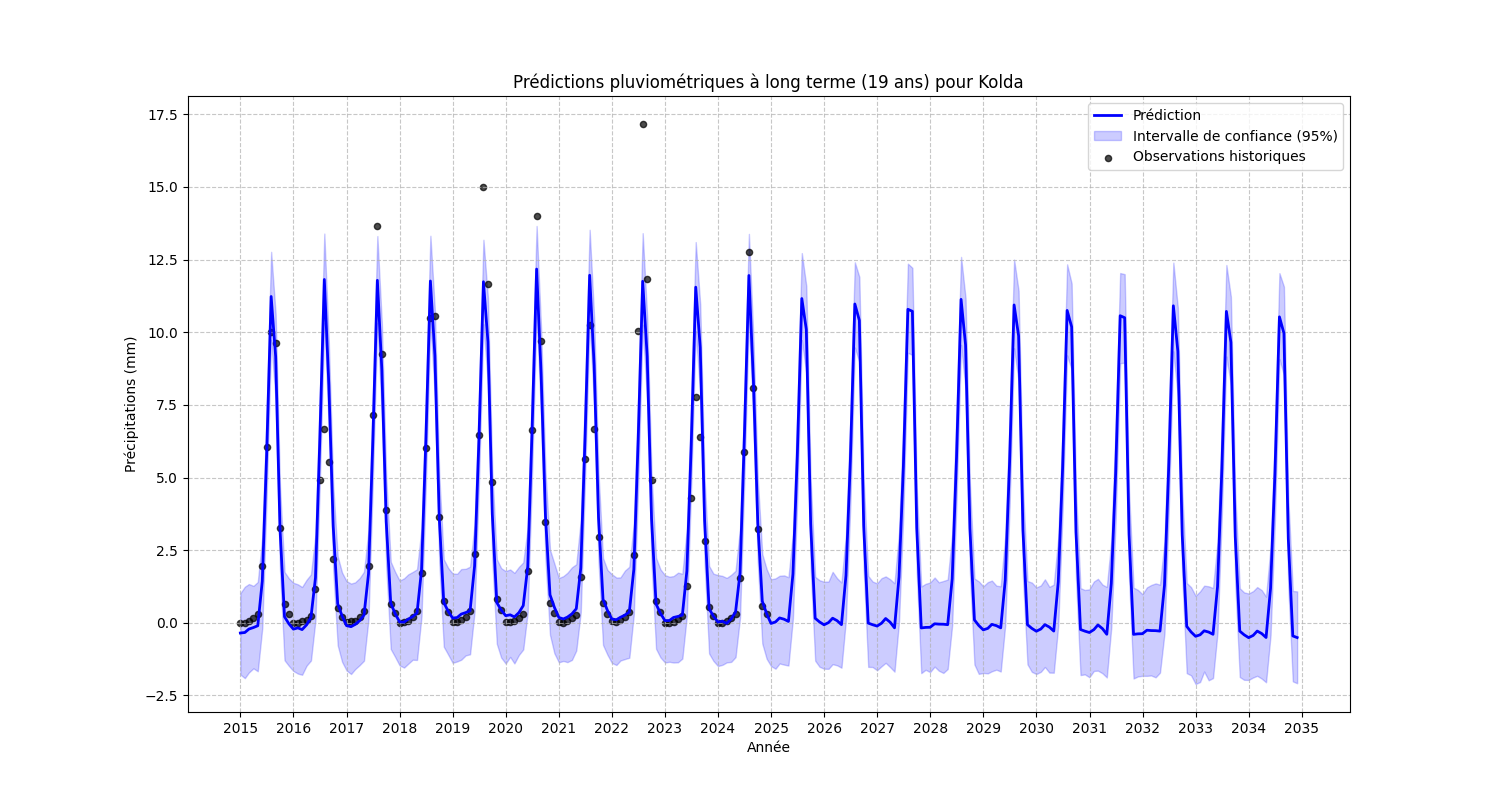 Prédictions pluviométriques à long terme (19 ans) pour Kolda
Prédiction
Intervalle de confiance (95%)
Observations historiques
17.5
15.0
12.5
10.0
7.5
5.0
2.5
0.0
−2.5
Précipitations (mm)
2015 2016 2017 2018 2019 2020 2021 2022 2023 2024 2025 2026 2027 2028 2029 2030 2031 2032 2033 2034 2035
Année